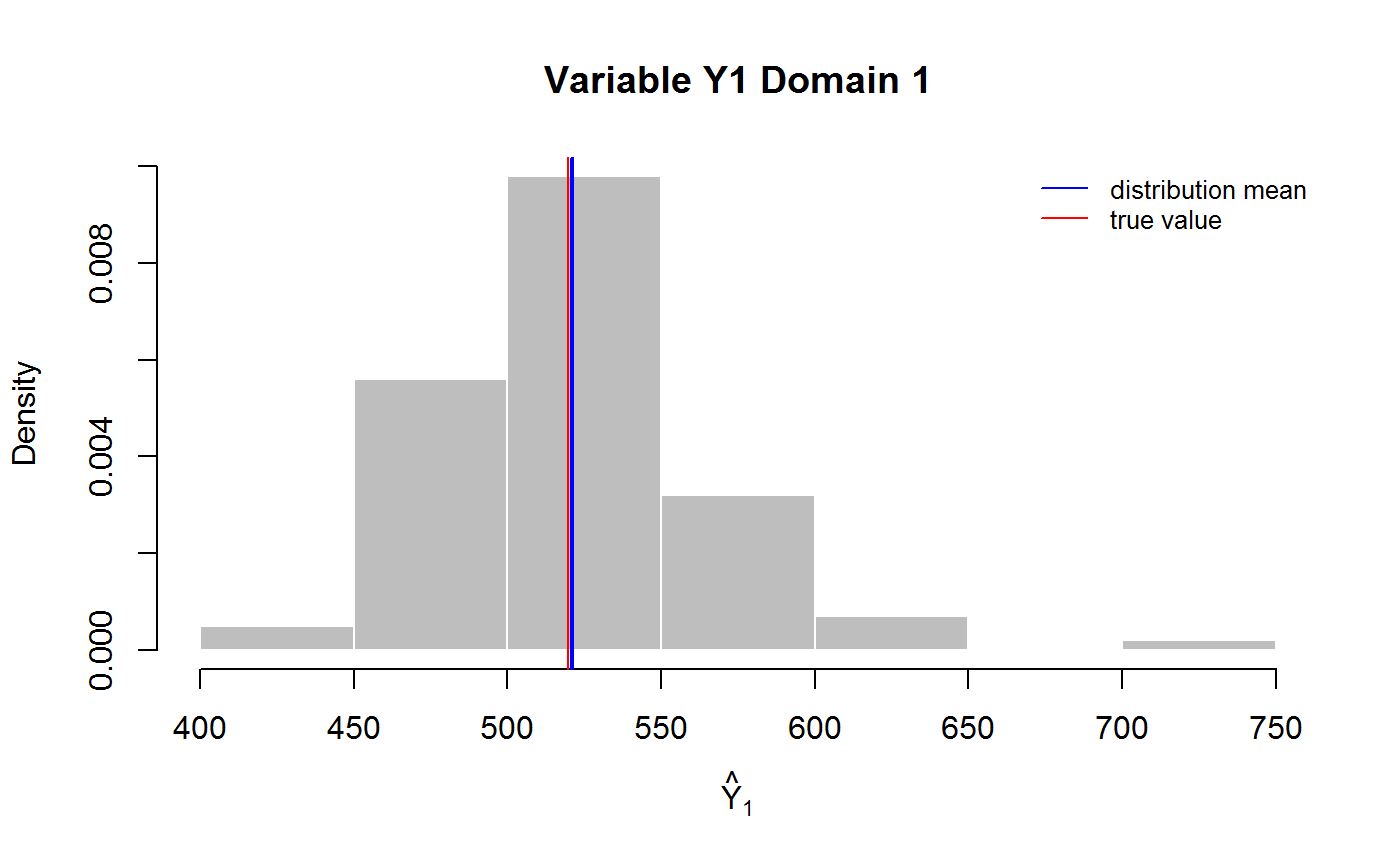 Variable Y1 Domain 1
distribution mean
true value
Density
0.008
0.004
0.000
400 450 500 550 600 650 700 750
Ŷ₁